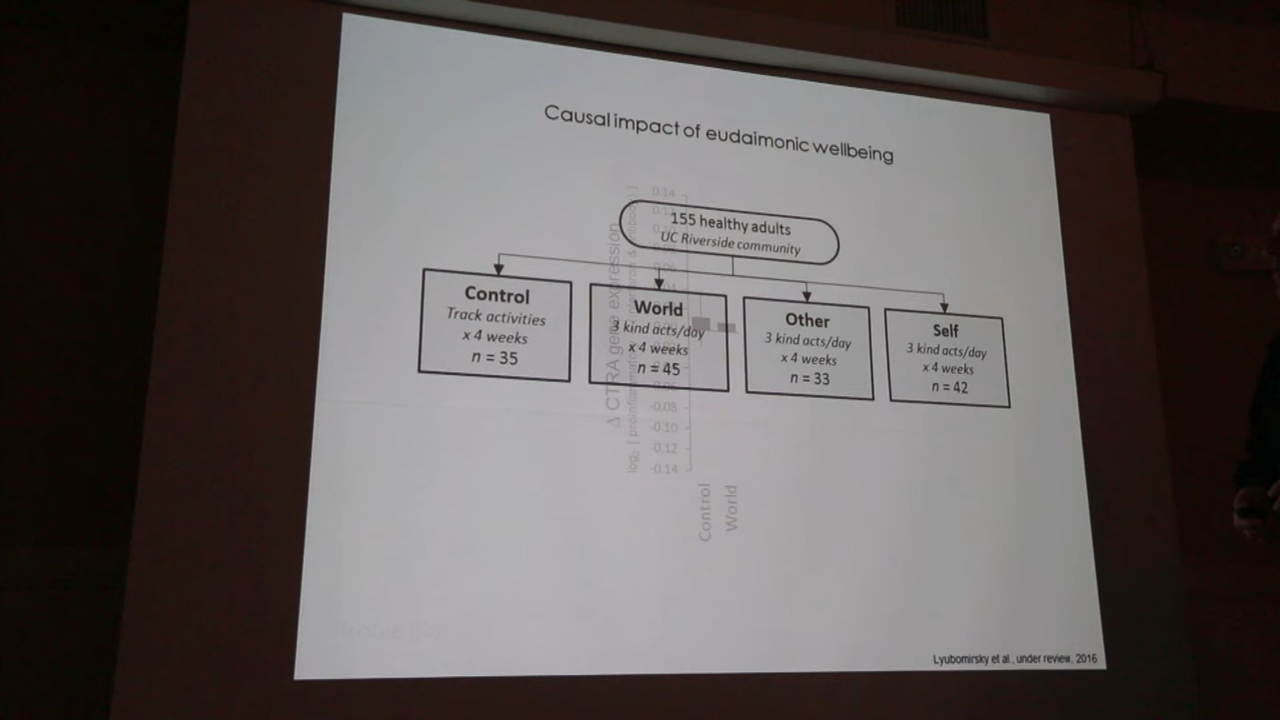 Causal impact of eudaimonic wellbeing
155 healthy adults
UC Riverside community
Control
Track activities
x 4 weeks
n = 35
World
3 kind acts/day
x 4 weeks
n = 45
Other
3 kind acts/day
x 4 weeks
n = 33
Self
3 kind acts/day
x 4 weeks
n = 42
Δ CTRA gene expression
0.14
-0.08
-0.10
-0.12
-0.14
Control
World
Lyubomirsky et al., under review, 2016